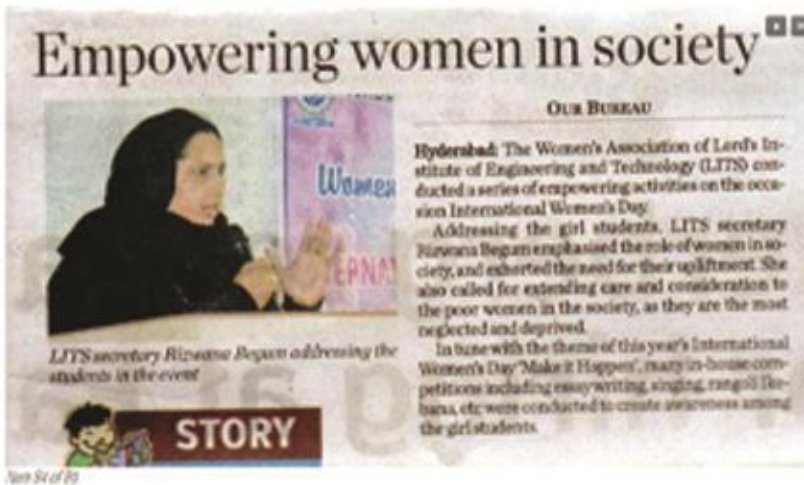 Empowering women in society
OUR BUREAU
Women
ERNA
Hyderabad: The Women's Association of Lord's In-
stitute of Engineering and Technology (LITS) con-
ducted a series of empowering activities on the occa-
sion International Women's Day.
Addressing the girl students, LITS secretary
Rizwana Begum emphasised the role of women in so-
ciety, and exhorted the need for their upliftment. She
also called for extending care and consideration to
the poor women in the society, as they are the most
neglected and deprived.
In tune with the theme of this year's International
Women's Day 'Make it Happen', many in-house com-
petitions including essay writing, singing, rangoli Ike-
bana, etc were conducted to create awareness among
the girl students.
LITS secretary Rizwana Begum addressing the
students in the event
STORY